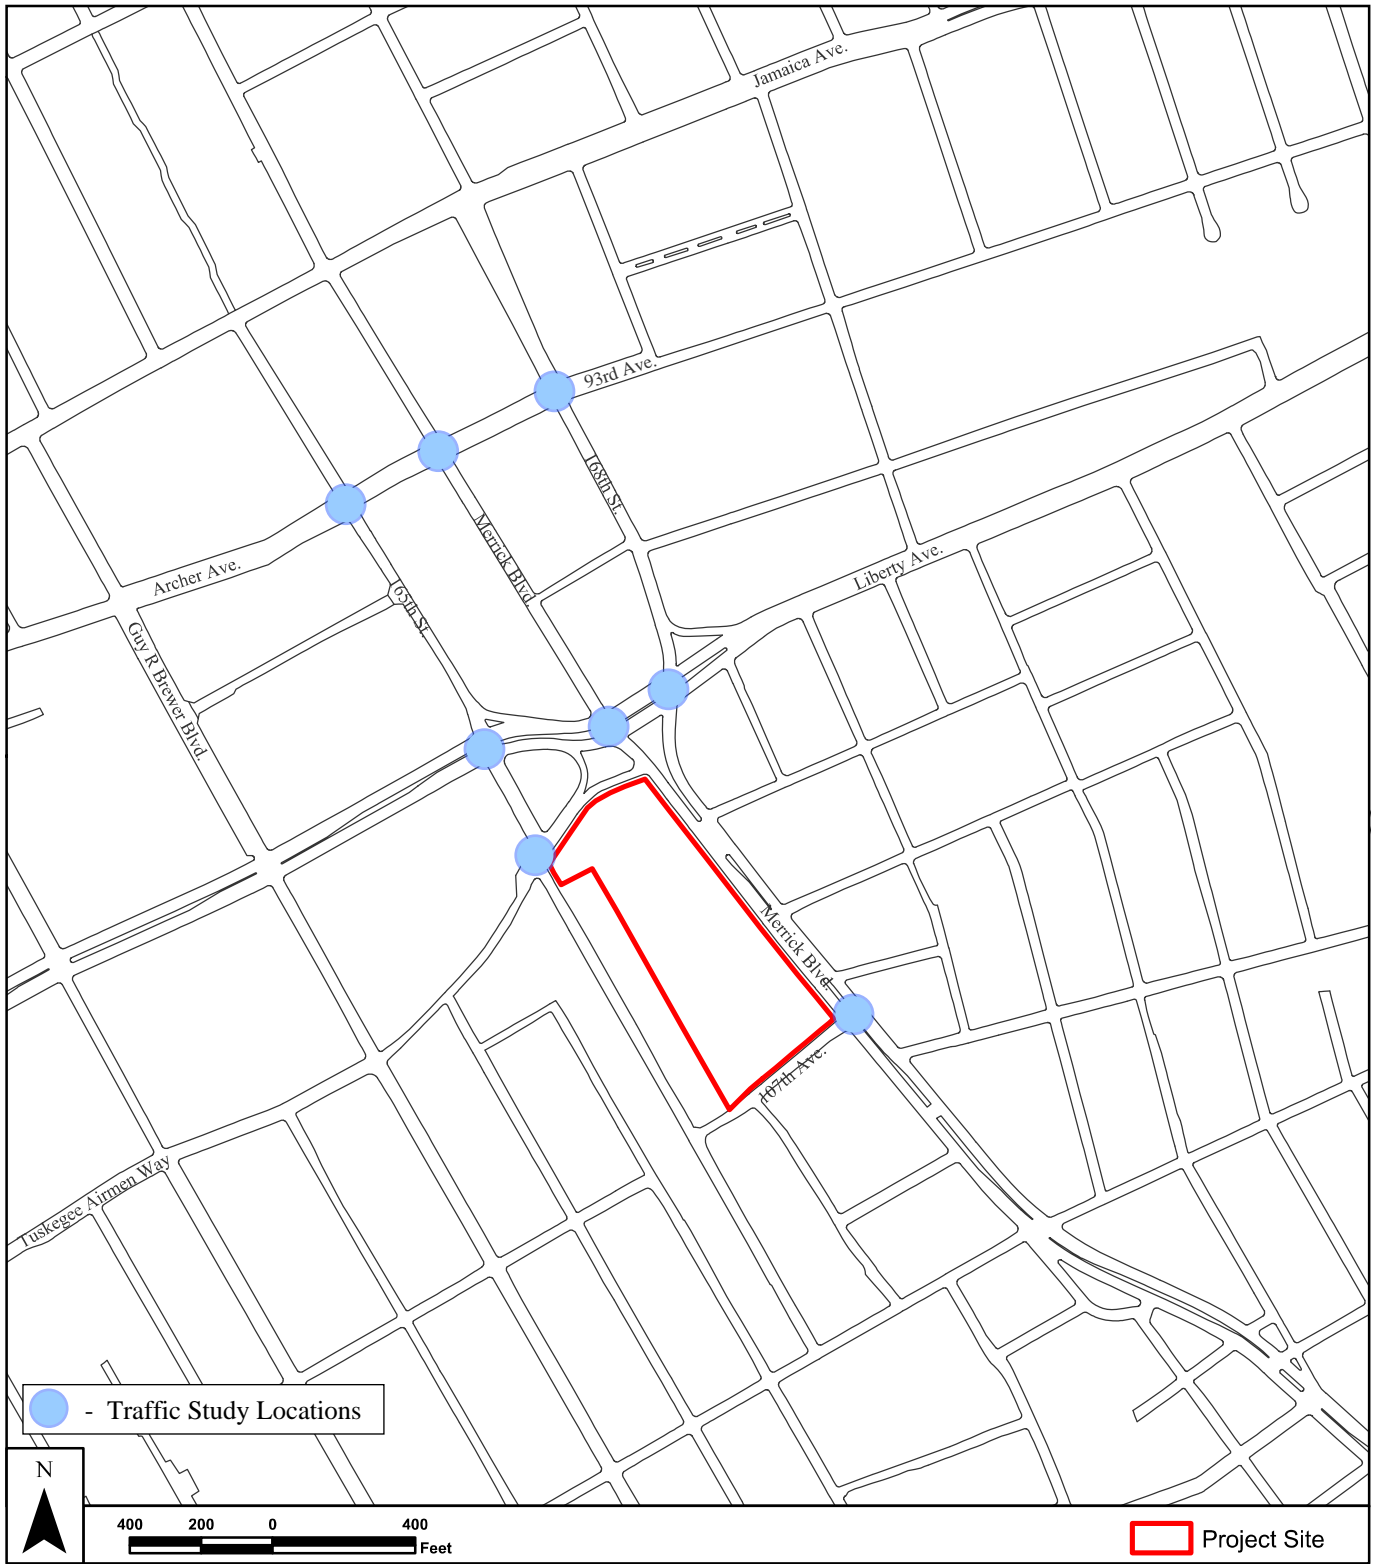 Jamaica Ave.
93rd Ave.
168th St.
Merrick Blvd.
Archer Ave.
Liberty Ave.
165th St.
Guy R Brewer Blvd.
Merrick Blvd.
107th Ave.
Tuskegee Airmen Way
- Traffic Study Locations
N
400 200 0 400
Feet
Project Site